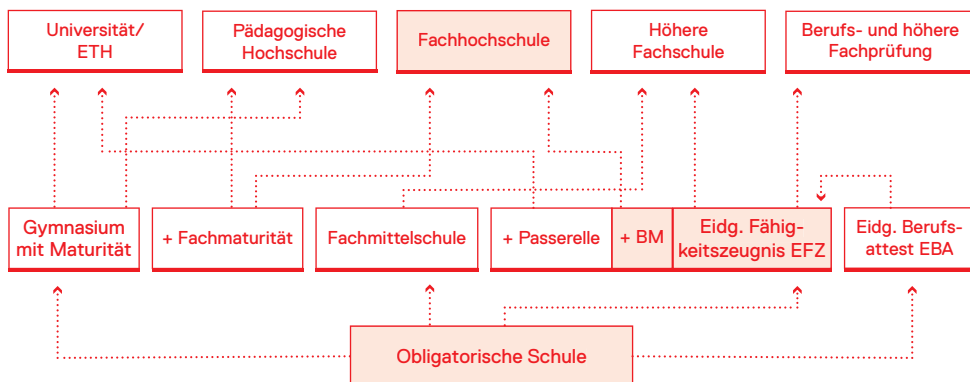 Universität/
ETH
Pädagogische
Hochschule
Fachhochschule
Höhere
Fachschule
Berufs- und höhere
Fachprüfung
Gymnasium
mit Maturität
+ Fachmaturität
Fachmittelschule
+ Passerelle
+ BM
Eidg. Fähig-
keitszeugnis EFZ
Eidg. Berufs-
attest EBA
Obligatorische Schule